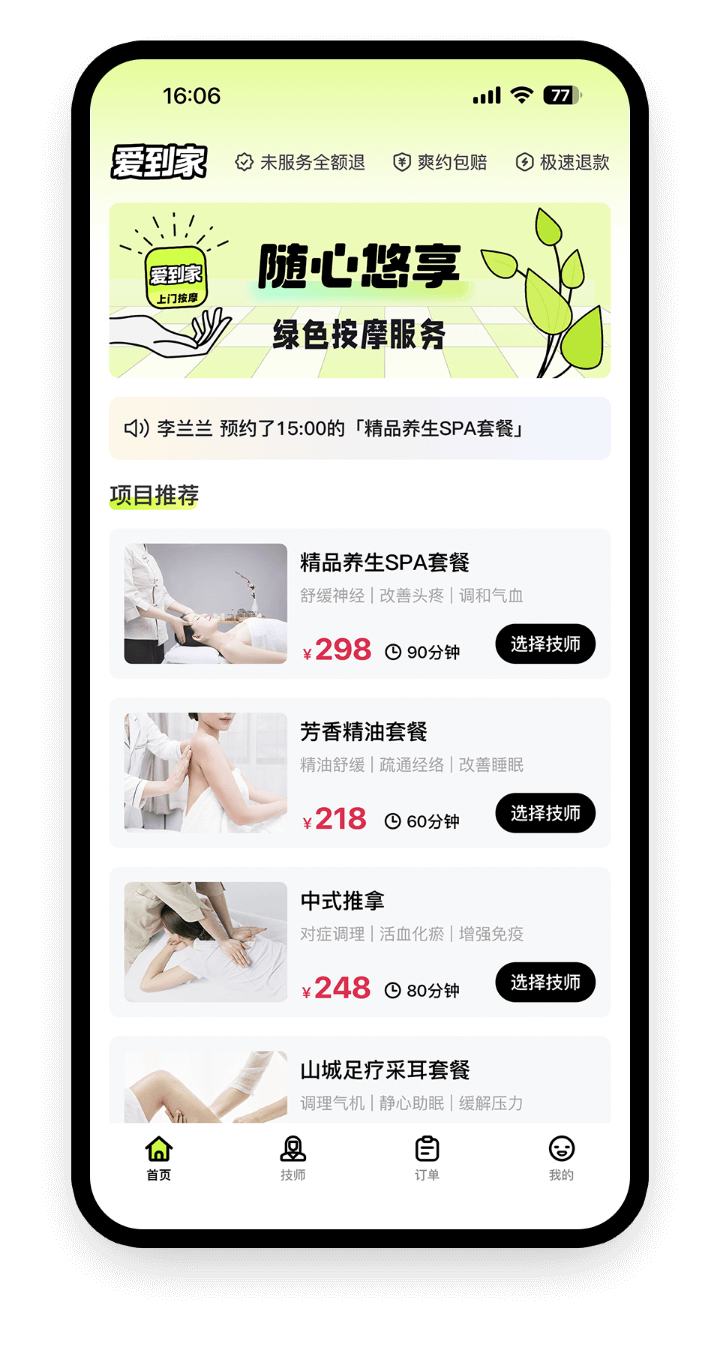 16:06
77
爱到家 未服务全额退 爽约包赔 极速退款
爱到家
上门按摩
随心悠享
绿色按摩服务
李兰兰 预约了15:00的「精品养生SPA套餐」
项目推荐
精品养生SPA套餐
舒缓神经 | 改善头疼 | 调和气血
¥298 90分钟 选择技师
芳香精油套餐
精油舒缓 | 疏通经络 | 改善睡眠
¥218 60分钟 选择技师
中式推拿
对症调理 | 活血化瘀 | 增强免疫
¥248 80分钟 选择技师
山城足疗采耳套餐
调理气机 | 静心助眠 | 缓解压力
首页 技师 订单 我的